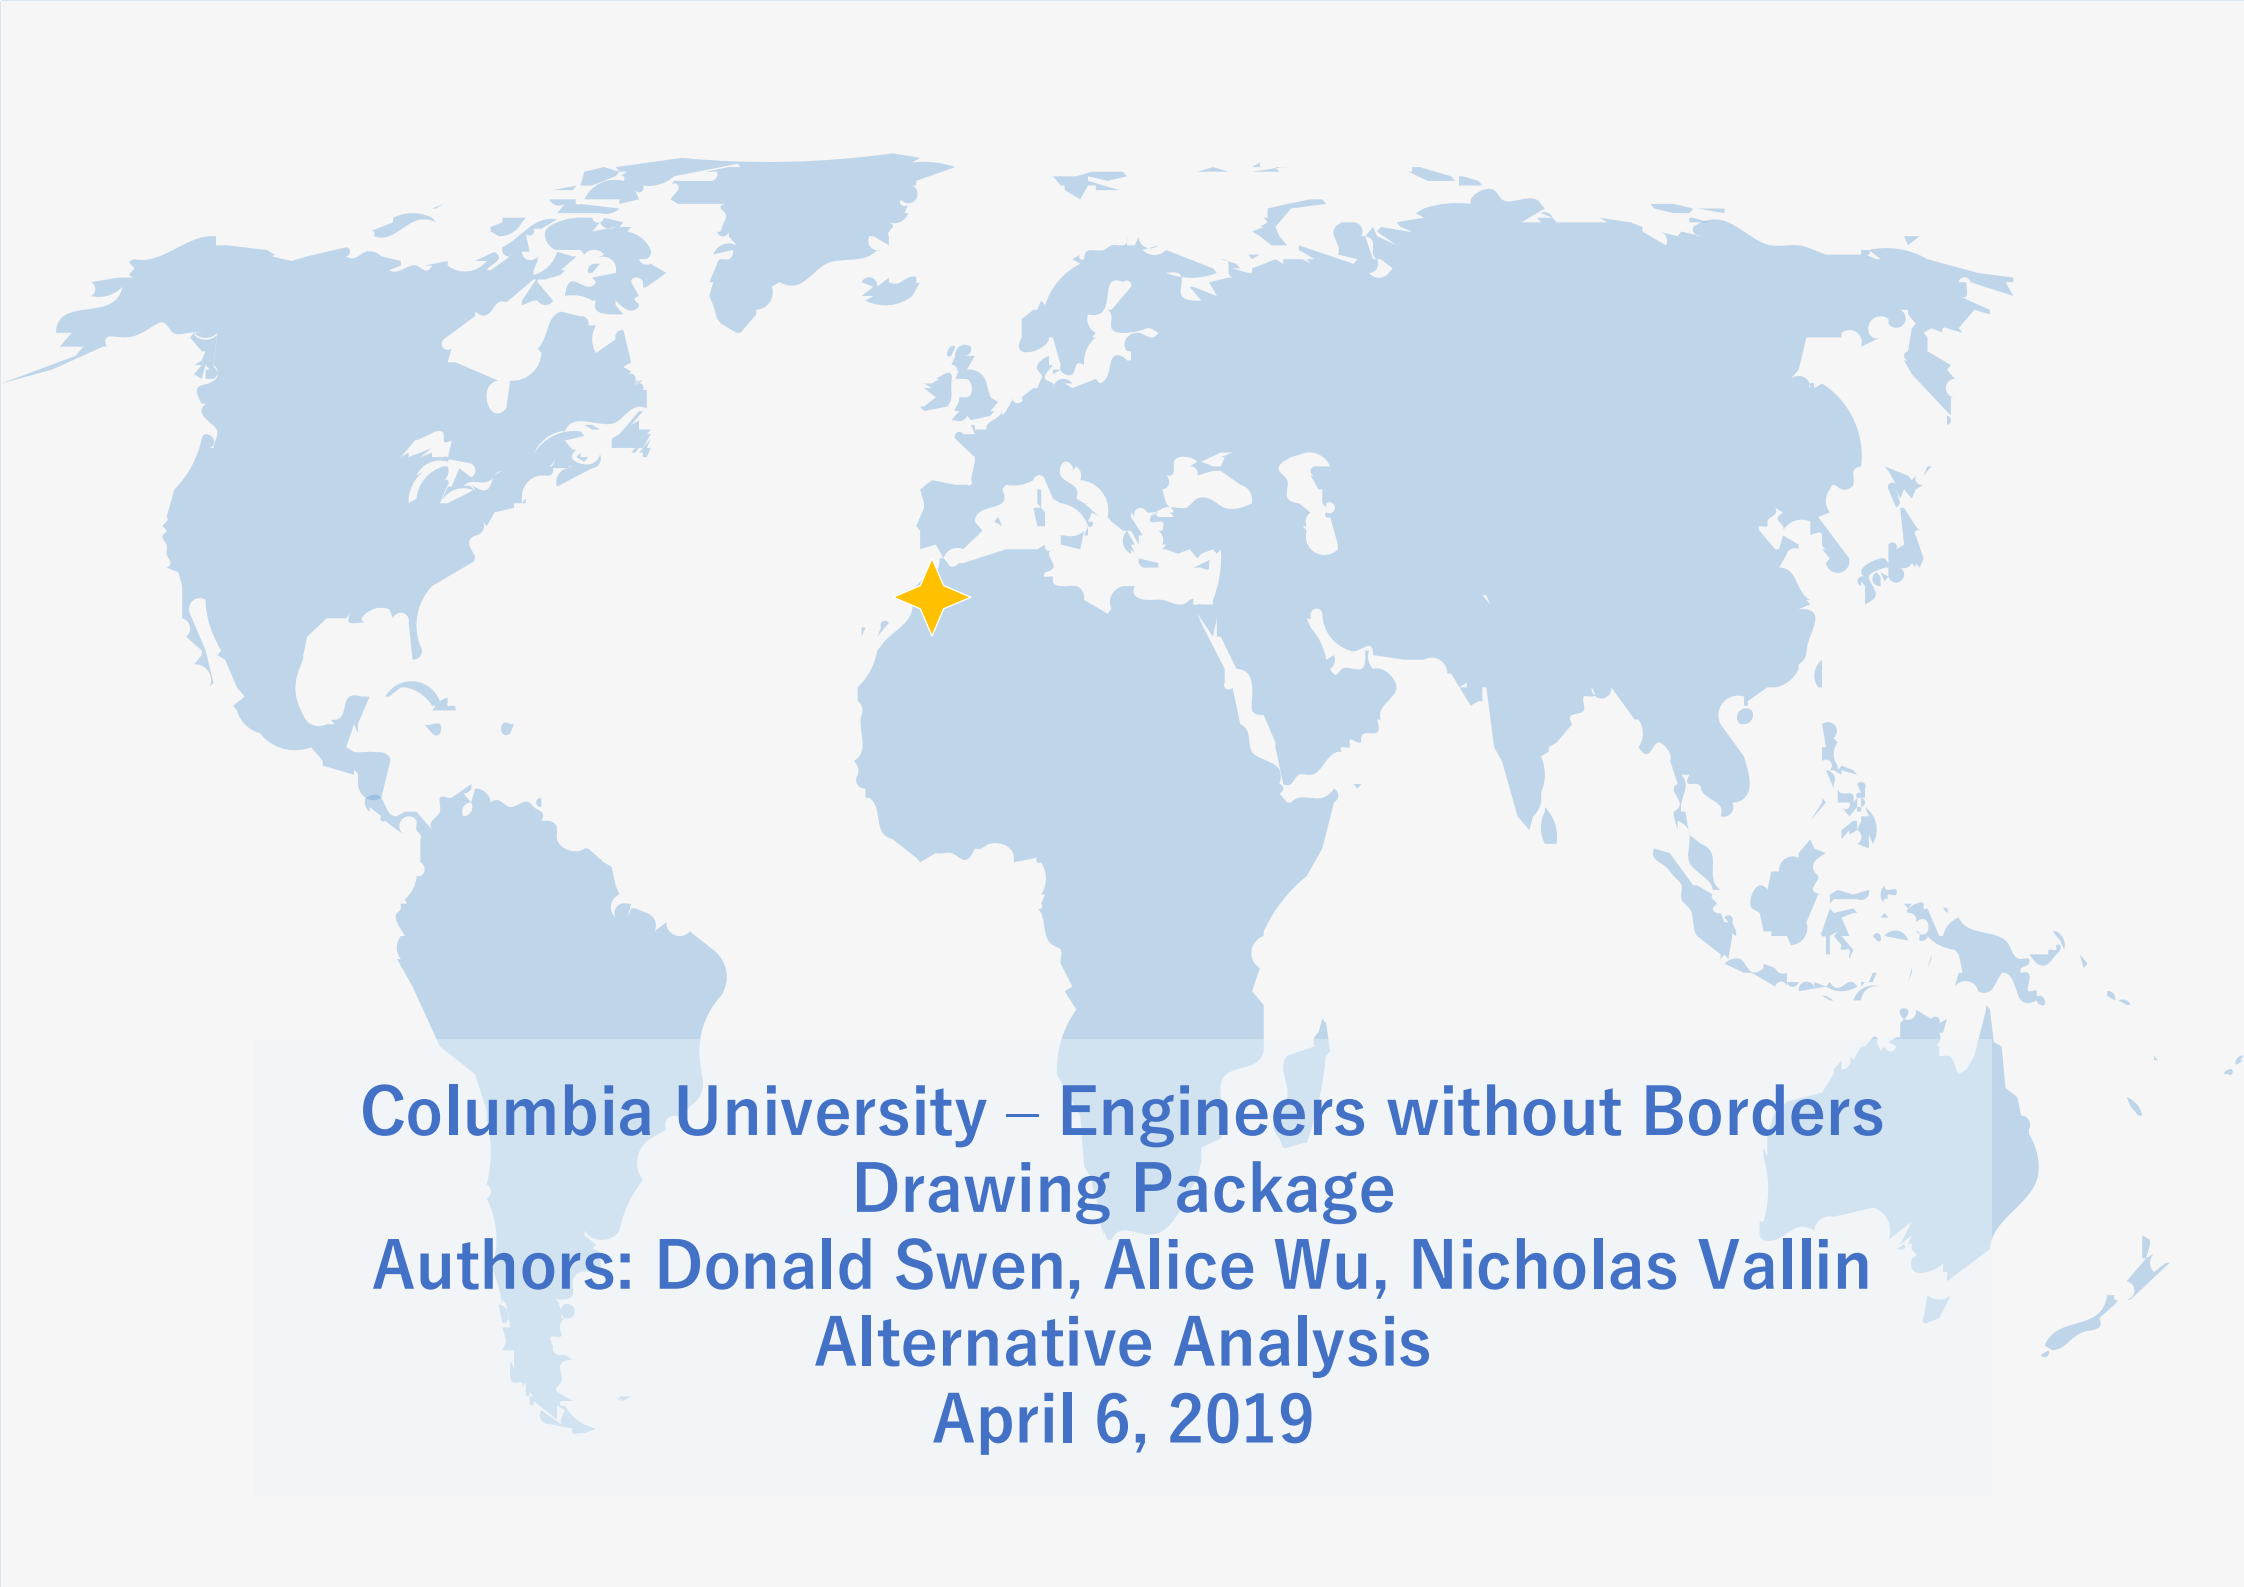 Columbia University – Engineers without Borders
Drawing Package
Authors: Donald Swen, Alice Wu, Nicholas Vallin
Alternative Analysis
April 6, 2019